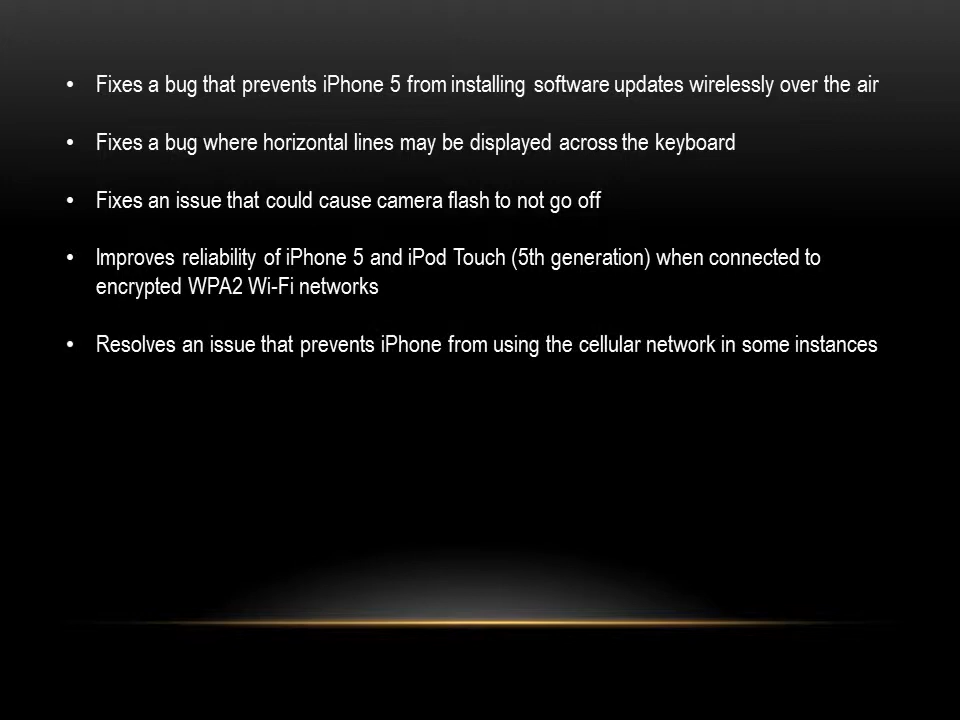 • Fixes a bug that prevents iPhone 5 from installing software updates wirelessly over the air
• Fixes a bug where horizontal lines may be displayed across the keyboard
• Fixes an issue that could cause camera flash to not go off
• Improves reliability of iPhone 5 and iPod Touch (5th generation) when connected to
encrypted WPA2 Wi-Fi networks
• Resolves an issue that prevents iPhone from using the cellular network in some instances